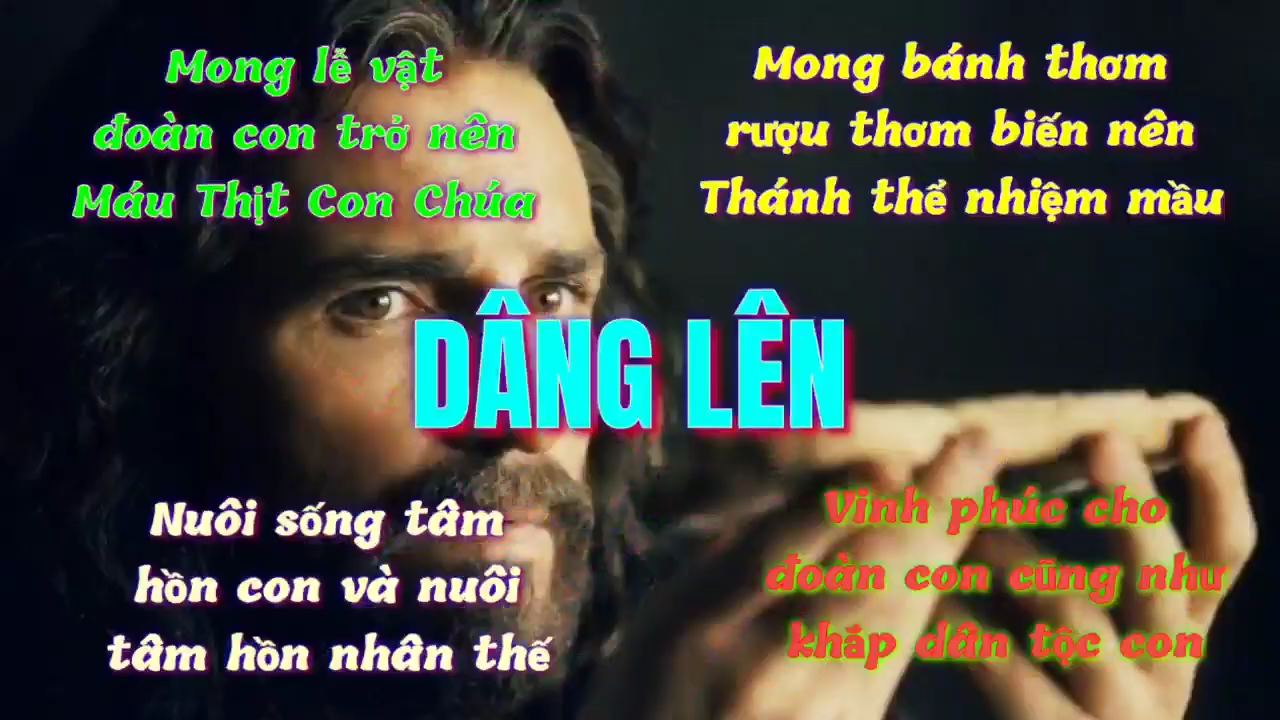 Mong lễ vật
đoàn con trở nên
Máu Thịt Con Chúa
Mong bánh thơm
rượu thơm biến nên
Thánh thể nhiệm mầu
DÂNG LÊN
Nuôi sống tâm
hồn con và nuôi
tâm hồn nhân thế
Vinh phúc cho
đoàn con cũng như
khắp dân tộc con